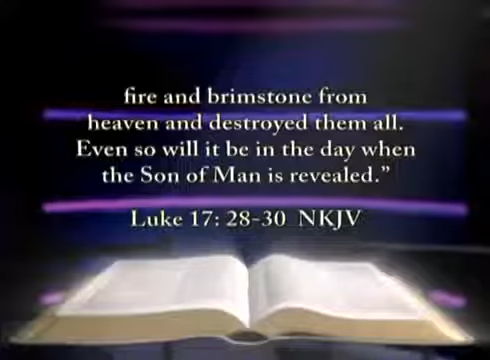 fire and brimstone from
heaven and destroyed them all.
Even so will it be in the day when
the Son of Man is revealed.”
Luke 17: 28-30  NKJV